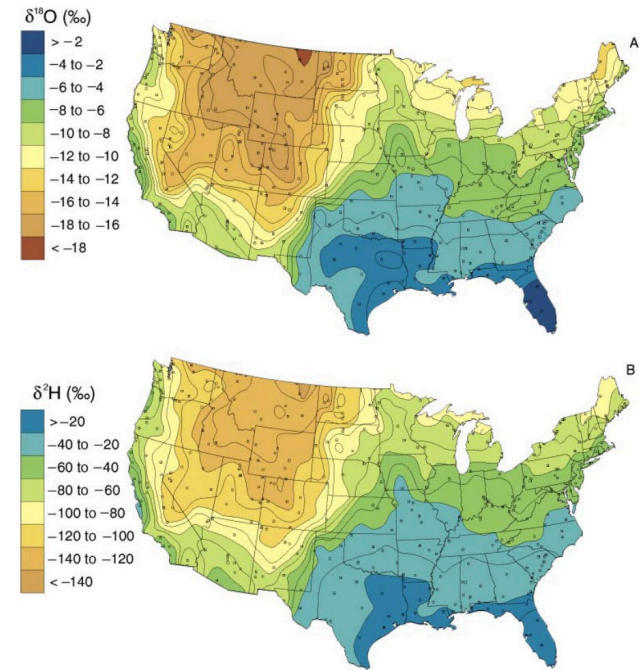 δ¹⁸O (‰)
> −2
−4 to −2
−6 to −4
−8 to −6
−10 to −8
−12 to −10
−14 to −12
−16 to −14
−18 to −16
< −18
A
δ²H (‰)
>−20
−40 to −20
−60 to −40
−80 to −60
−100 to −80
−120 to −100
−140 to −120
< −140
B